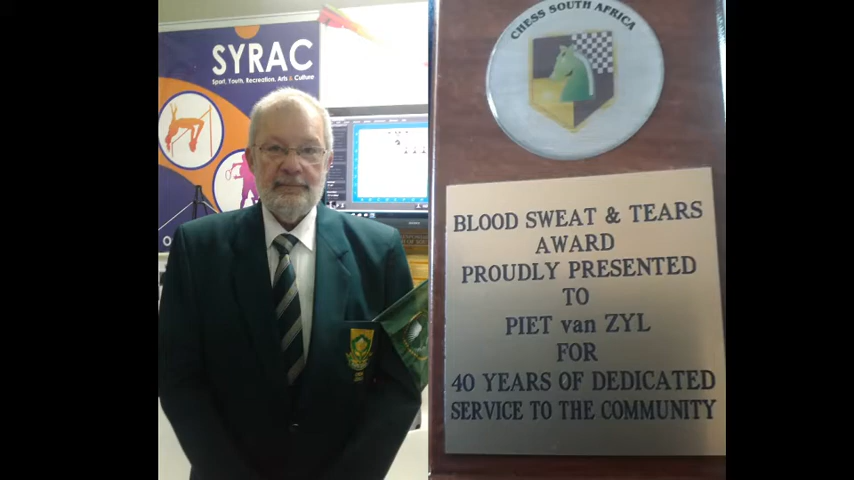 SYRAC
Sport, Youth, Recreation, Arts & Culture
CHESS SOUTH AFRICA
BLOOD SWEAT & TEARS
AWARD
PROUDLY PRESENTED
TO
PIET van ZYL
FOR
40 YEARS OF DEDICATED
SERVICE TO THE COMMUNITY